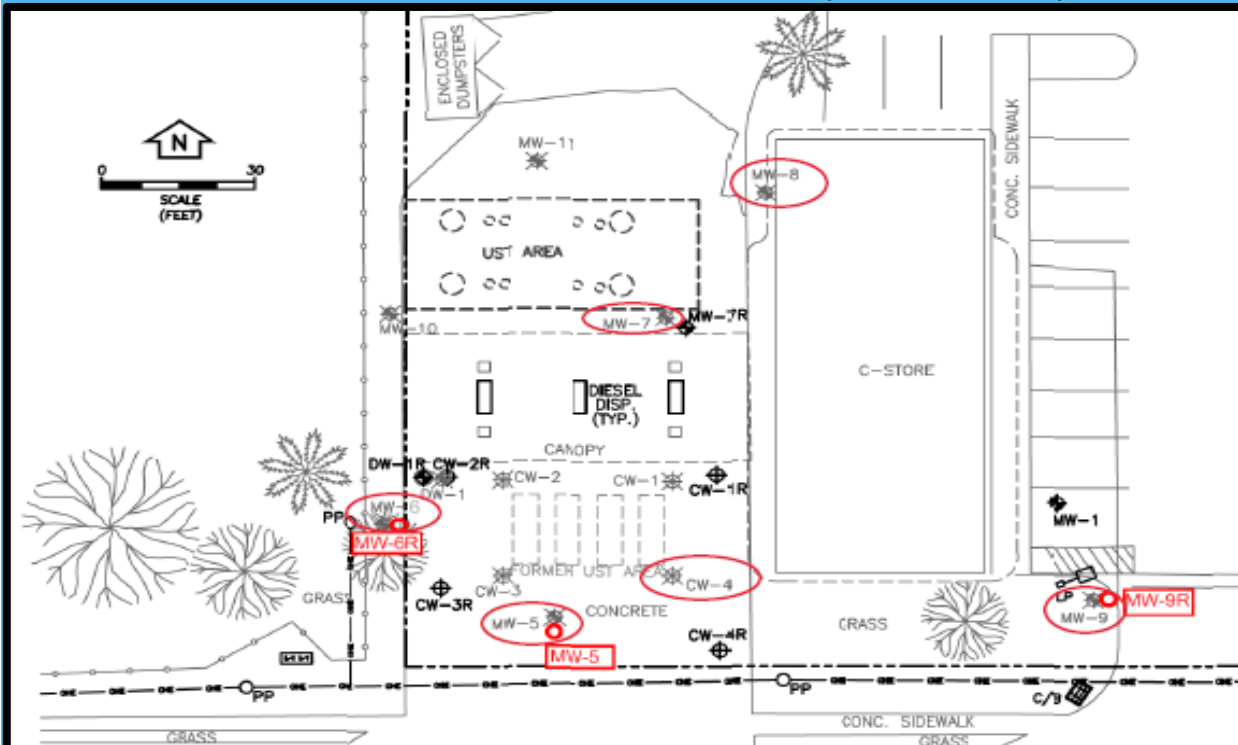 ENCLOSED
DUMPSTERS
N
0 30
SCALE
(FEET)
MW-11
MW-8
CONC. SIDEWALK
UST AREA
MW-10
MW-7
MW-7R
DIESEL
DISP.
(TYP.)
C-STORE
CANOPY
DW-1R
CW-2R
DW-1
CW-2
CW-1
CW-1R
MW-6
PP
MW-6R
MW-1
FORMER UST AREA
CW-3
CW-4
GRASS
CW-3R
MW-5
CONCRETE
MW-5
CW-4R
GRASS
LP
MW-9
MW-9R
OHE
PP
PP
C/B
CONC. SIDEWALK
GRASS
GRASS